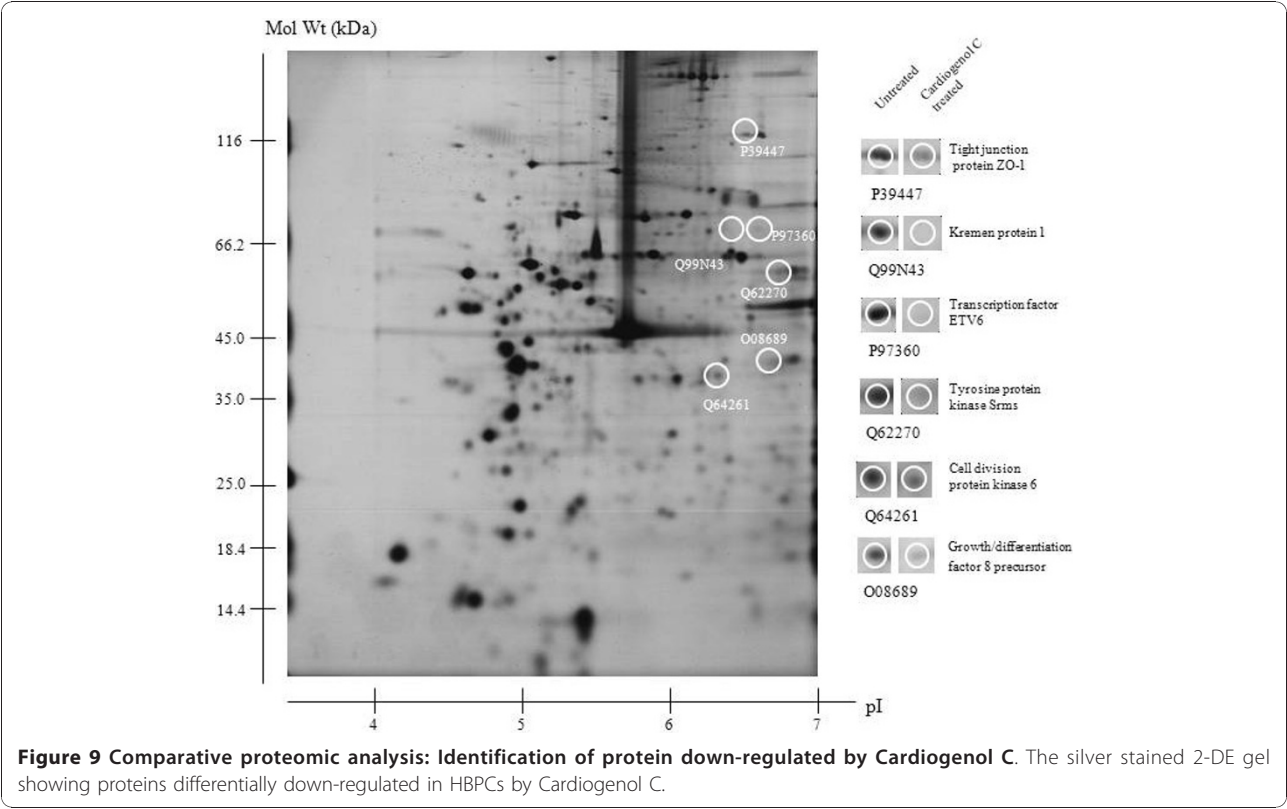 Mol Wt (kDa)
116
66.2
45.0
35.0
25.0
18.4
14.4
P39447
P97360
Q99N43
Q62270
O08689
Q64261
4
5
6
7
pI
Untreated
Cardiogenol C
treated
Tight junction
protein ZO-1
P39447
Kremen protein 1
Q99N43
Transcription factor
ETV6
P97360
Tyrosine protein
kinase Srms
Q62270
Cell division
protein kinase 6
Q64261
Growth/differentiation
factor 8 precursor
O08689
Figure 9 Comparative proteomic analysis: Identification of protein down-regulated by Cardiogenol C. The silver stained 2-DE gel
showing proteins differentially down-regulated in HBPCs by Cardiogenol C.